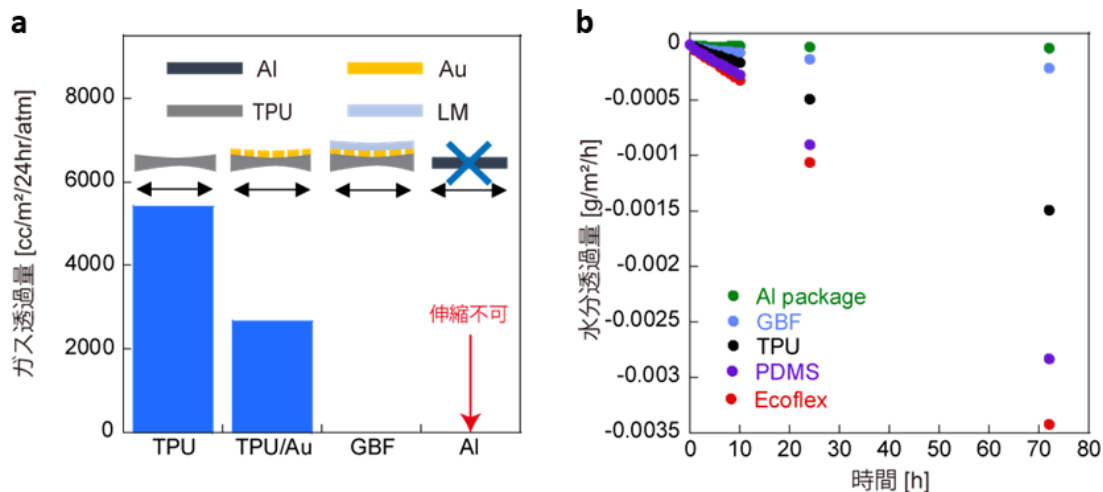 a
ガス透過量 [cc/m²/24hr/atm]
8000
6000
4000
2000
0
Al
Au
TPU
LM
伸縮不可
TPU
TPU/Au
GBF
Al
b
水分透過量 [g/m²/h]
0
-0.0005
-0.001
-0.0015
-0.002
-0.0025
-0.003
-0.0035
Al package
GBF
TPU
PDMS
Ecoflex
0 10 20 30 40 50 60 70 80
時間 [h]